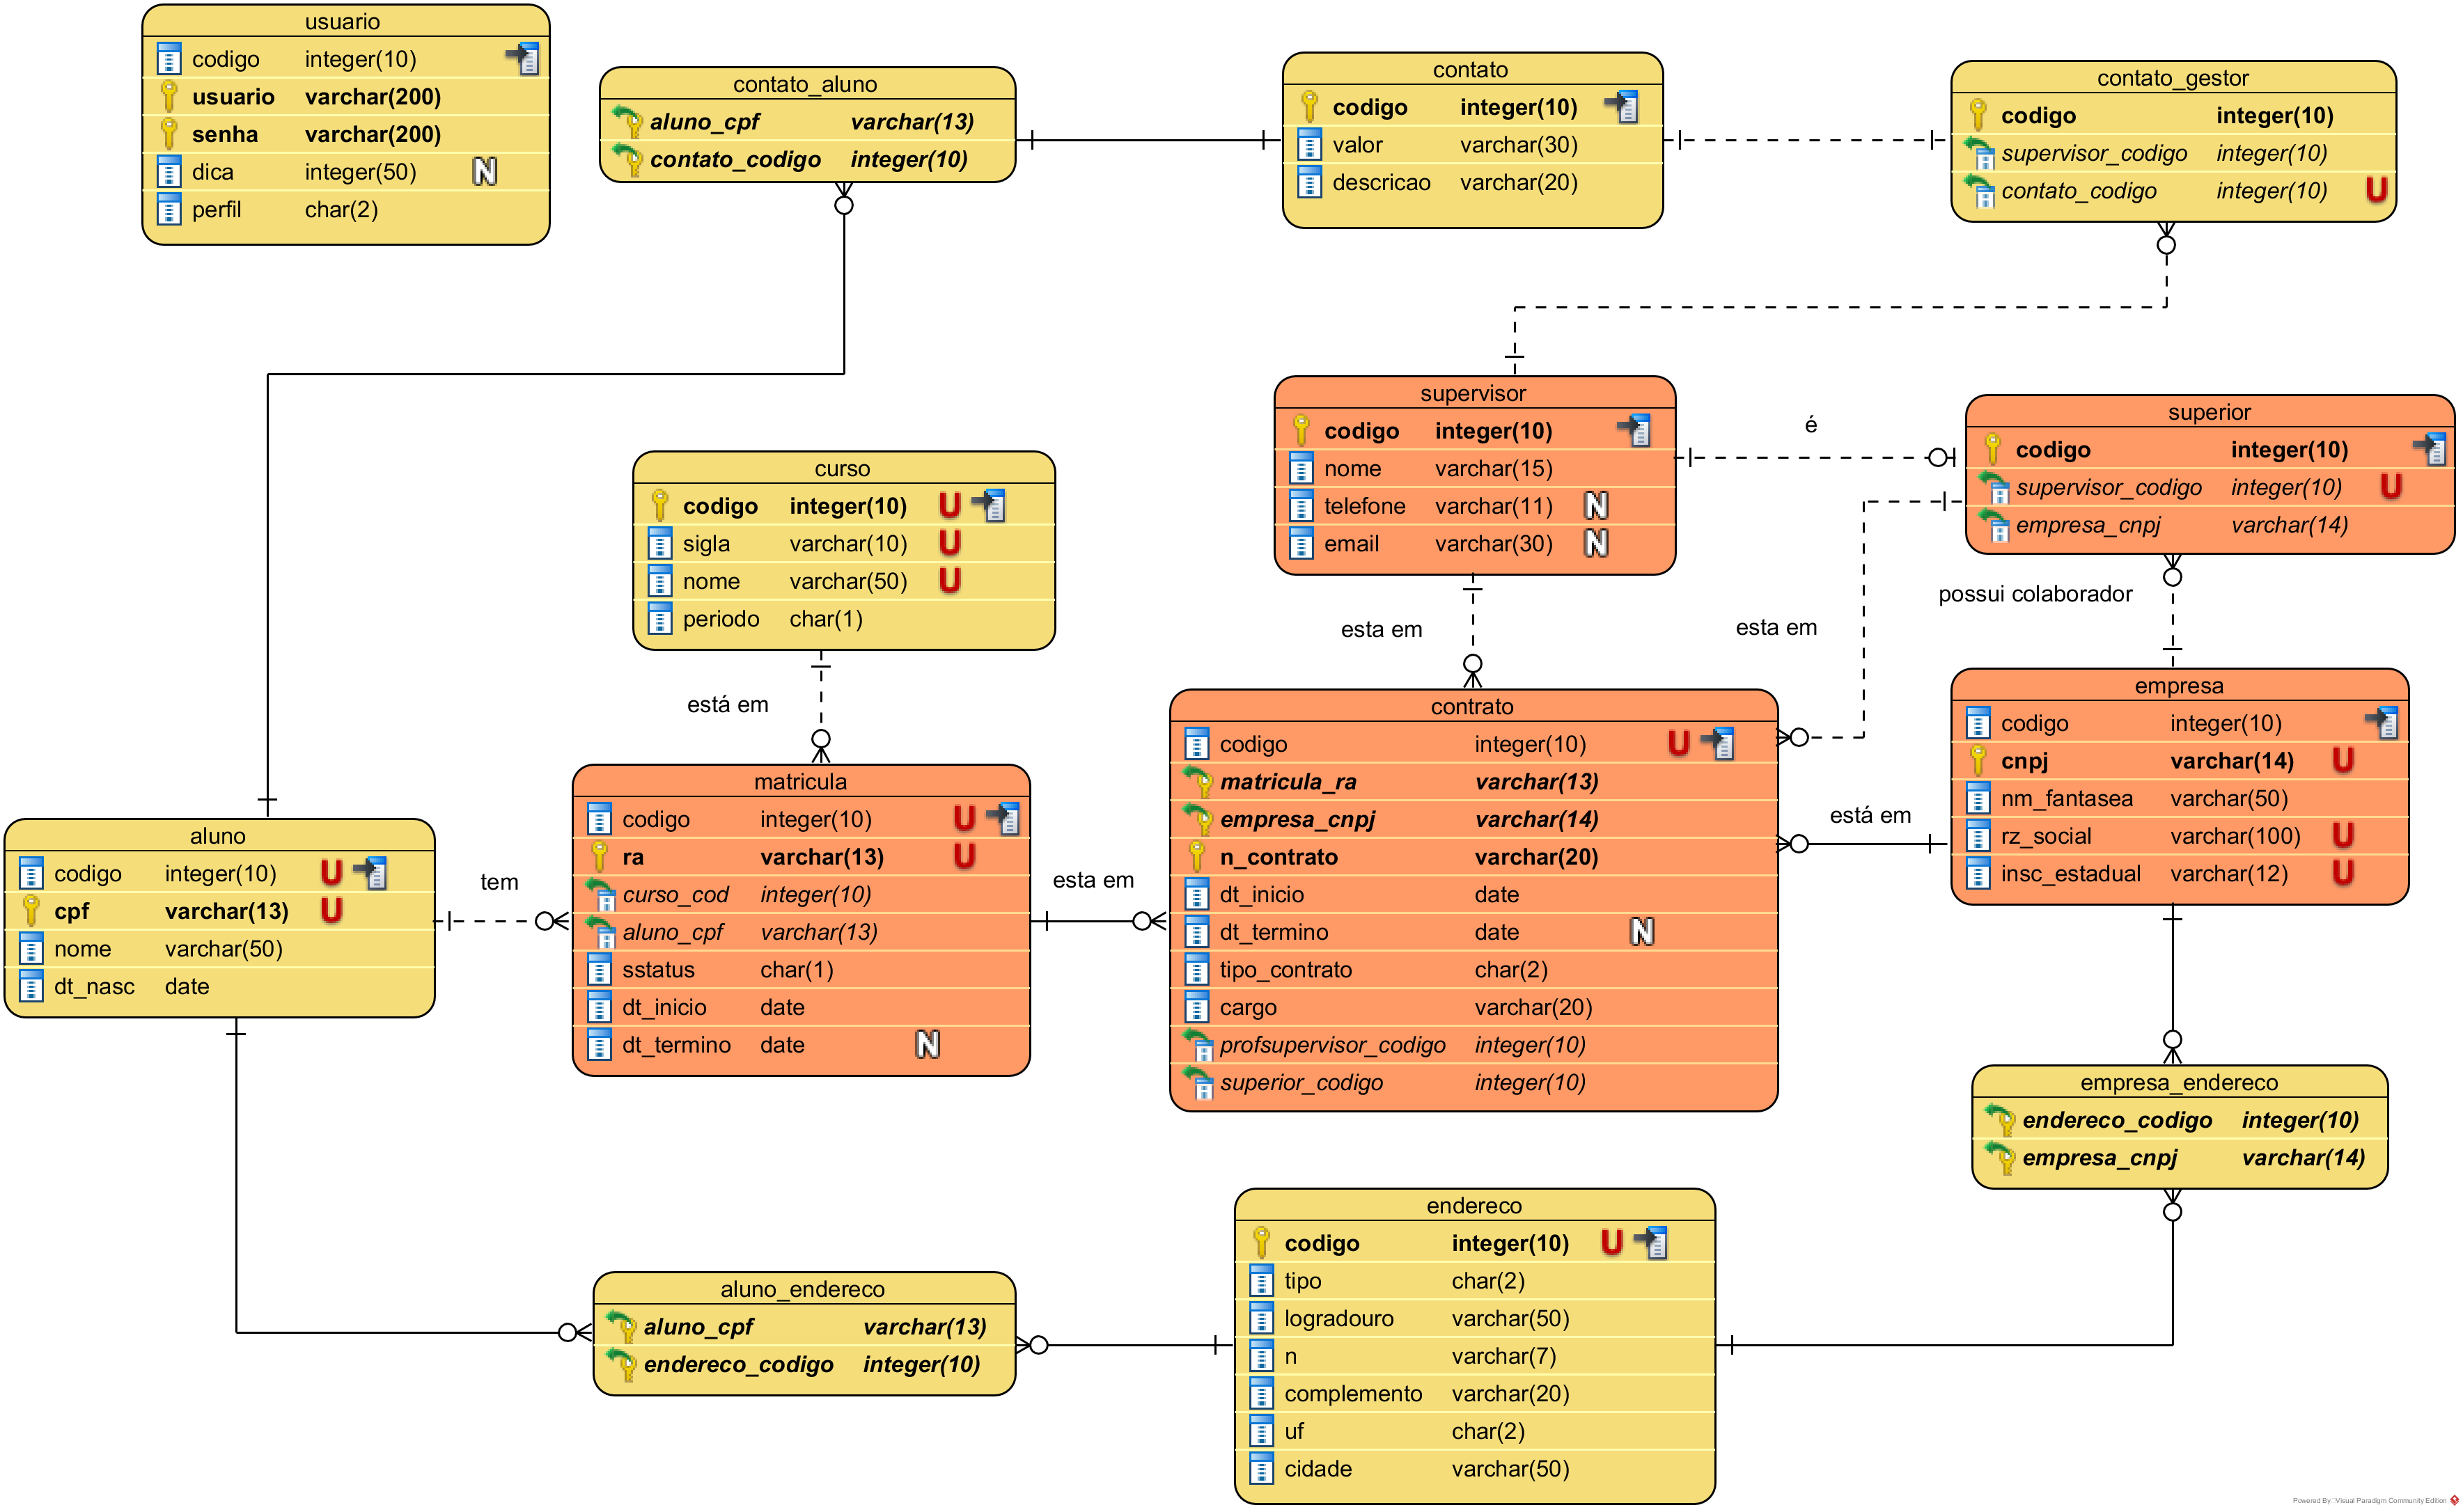 usuario
codigo integer(10)
usuario varchar(200)
senha varchar(200)
dica integer(50) N
perfil char(2)
contato_aluno
aluno_cpf varchar(13)
contato_codigo integer(10)
contato
codigo integer(10)
valor varchar(30)
descricao varchar(20)
contato_gestor
codigo integer(10)
supervisor_codigo integer(10)
contato_codigo integer(10) U
supervisor
codigo integer(10)
nome varchar(15)
telefone varchar(11) N
email varchar(30) N
é
superior
codigo integer(10)
supervisor_codigo integer(10) U
empresa_cnpj varchar(14)
curso
codigo integer(10) U
sigla varchar(10) U
nome varchar(50) U
periodo char(1)
possui colaborador
esta em
esta em
está em
empresa
codigo integer(10)
cnpj varchar(14) U
nm_fantasea varchar(50)
rz_social varchar(100) U
insc_estadual varchar(12) U
contrato
codigo integer(10) U
matricula_ra varchar(13)
empresa_cnpj varchar(14)
n_contrato varchar(20)
dt_inicio date
dt_termino date N
tipo_contrato char(2)
cargo varchar(20)
profsupervisor_codigo integer(10)
superior_codigo integer(10)
está em
matricula
codigo integer(10) U
ra varchar(13) U
curso_cod integer(10)
aluno_cpf varchar(13)
sstatus char(1)
dt_inicio date
dt_termino date N
esta em
aluno
codigo integer(10) U
cpf varchar(13) U
nome varchar(50)
dt_nasc date
tem
empresa_endereco
endereco_codigo integer(10)
empresa_cnpj varchar(14)
endereco
codigo integer(10) U
tipo char(2)
logradouro varchar(50)
n varchar(7)
complemento varchar(20)
uf char(2)
cidade varchar(50)
aluno_endereco
aluno_cpf varchar(13)
endereco_codigo integer(10)
Powered By Visual Paradigm Community Edition